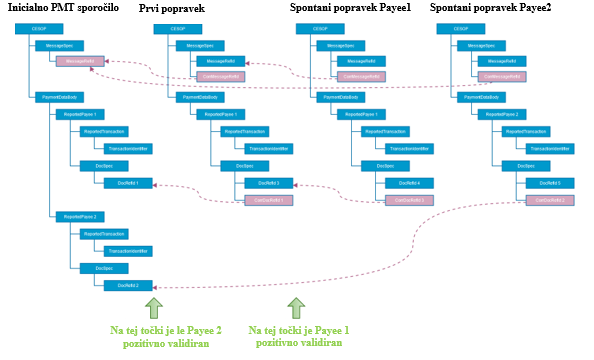 Inicialno PMT sporočilo
Prvi popravek
Spontani popravek Payee1
Spontani popravek Payee2
CESOP
MessageSpec
MessageRefId
PaymentDataBody
ReportedPayee 1
ReportedTransaction
TransactionIdentifier
DocSpec
DocRefId 1
ReportedPayee 2
ReportedTransaction
TransactionIdentifier
DocSpec
DocRefId 2
CESOP
MessageSpec
MessageRefId
CorrMessageRefId
PaymentDataBody
ReportedPayee 1
ReportedTransaction
TransactionIdentifier
DocSpec
DocRefId 3
CorrDocRefId 1
CESOP
MessageSpec
MessageRefId
CorrMessageRefId
PaymentDataBody
ReportedPayee 1
ReportedTransaction
TransactionIdentifier
DocSpec
DocRefId 4
CorrDocRefId 3
CESOP
MessageSpec
MessageRefId
CorrMessageRefId
PaymentDataBody
ReportedPayee 2
ReportedTransaction
TransactionIdentifier
DocSpec
DocRefId 5
CorrDocRefId 2
Na tej točki je le Payee 2
pozitivno validiran
Na tej točki je Payee 1
pozitivno validiran